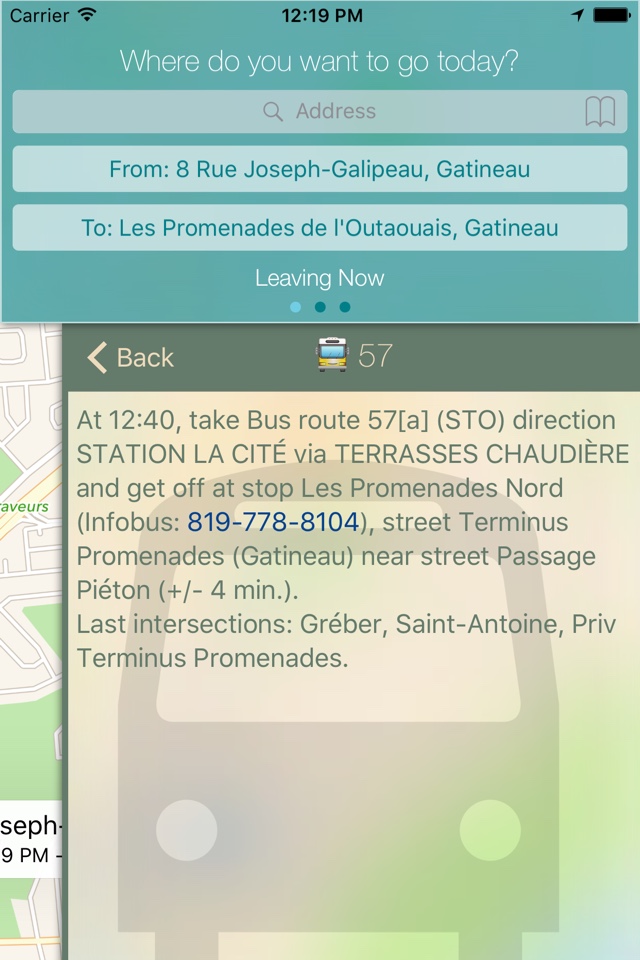 Carrier 12:19 PM
Where do you want to go today?
Address
From: 8 Rue Joseph-Galipeau, Gatineau
To: Les Promenades de l'Outaouais, Gatineau
Leaving Now
Back 57
At 12:40, take Bus route 57[a] (STO) direction
STATION LA CITÉ via TERRASSES CHAUDIÈRE
and get off at stop Les Promenades Nord
(Infobus: 819-778-8104), street Terminus
Promenades (Gatineau) near street Passage
Piéton (+/- 4 min.).
Last intersections: Gréber, Saint-Antoine, Priv
Terminus Promenades.
raveurs
seph-
9 PM -